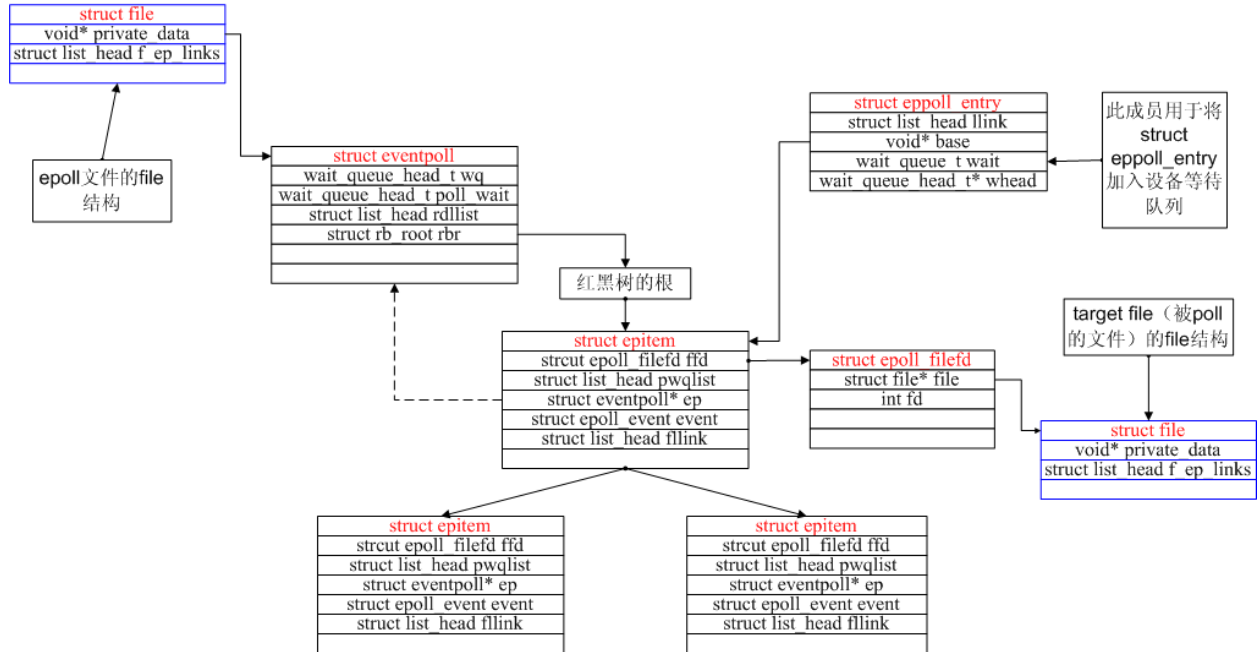 struct file
void* private_data
struct list_head f_ep_links
epoll文件的file
结构
struct eventpoll
wait_queue_head_t wq
wait_queue_head_t poll_wait
struct list_head rdllist
struct rb_root rbr
红黑树的根
struct eppoll_entry
struct list_head llink
void* base
wait_queue_t wait
wait_queue_head_t* whead
此成员用于将
struct
eppoll_entry
加入设备等待
队列
struct epitem
strcut epoll_filefd ffd
struct list_head pwqlist
struct eventpoll* ep
struct epoll_event event
struct list_head fllink
struct epoll_filefd
struct file* file
int fd
target file（被poll
的文件）的file结构
struct file
void* private_data
struct list_head f_ep_links
struct epitem
strcut epoll_filefd ffd
struct list_head pwqlist
struct eventpoll* ep
struct epoll_event event
struct list_head fllink
struct epitem
strcut epoll_filefd ffd
struct list_head pwqlist
struct eventpoll* ep
struct epoll_event event
struct list_head fllink